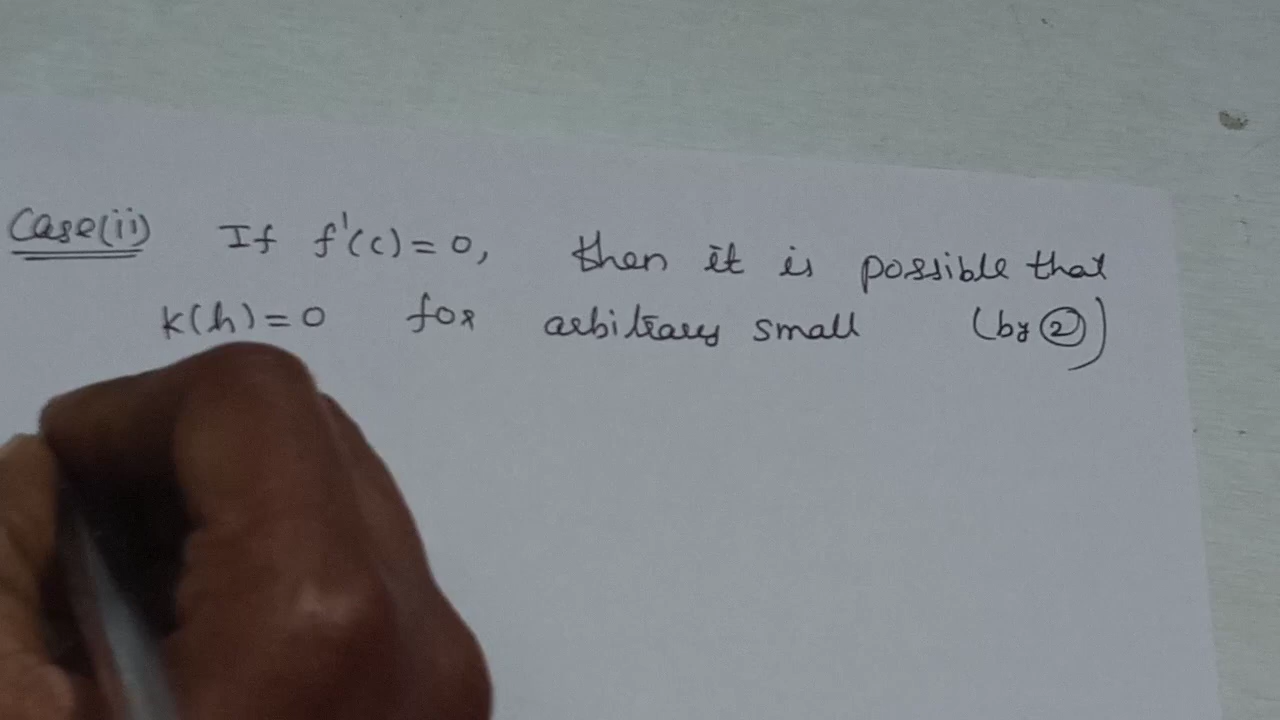 Case(ii) If f'(c) = 0, then it is possible that
k(h) = 0 for arbitrary small (by ②)